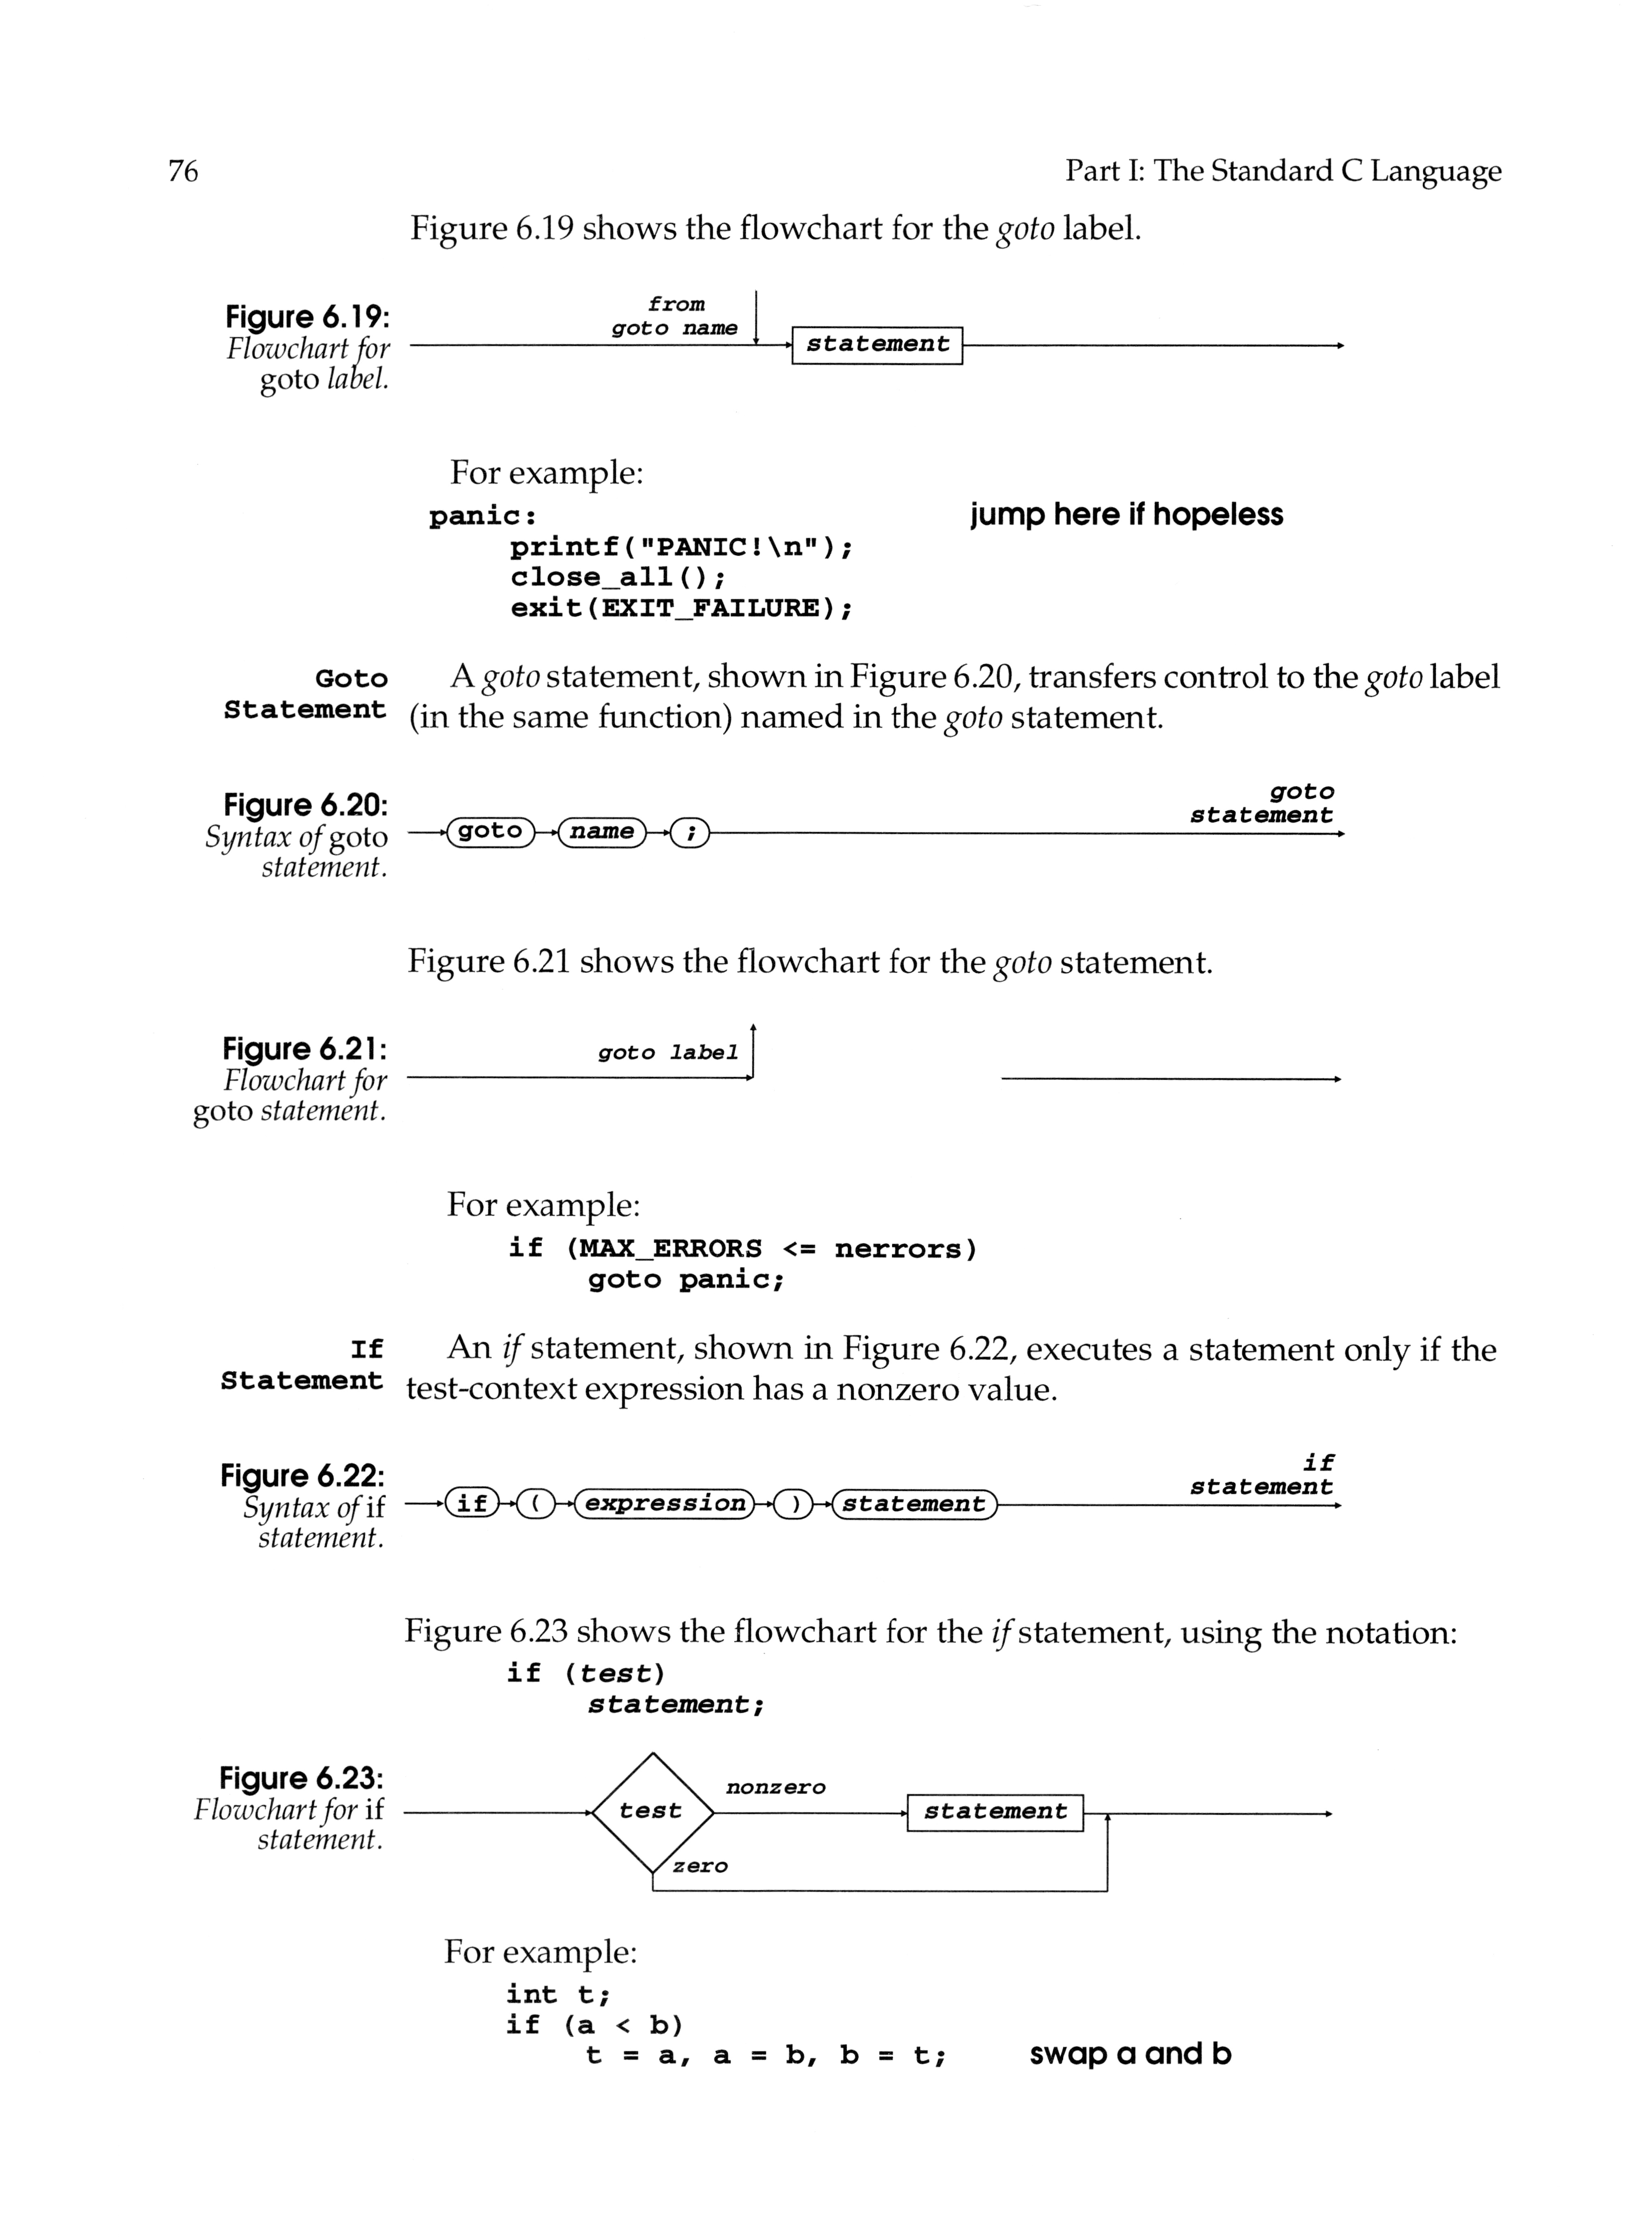 76 Part I: The Standard C Language
Figure 6.19 shows the flowchart for the goto label.
Figure 6.19:
Flowchart for
goto label.
from
goto name
statement
For example:
panic: jump here if hopeless
printf("PANIC!\n");
close_all();
exit(EXIT_FAILURE);
Goto
Statement
A goto statement, shown in Figure 6.20, transfers control to the goto label
(in the same function) named in the goto statement.
Figure 6.20:
Syntax of goto
statement.
goto name ;
goto
statement
Figure 6.21 shows the flowchart for the goto statement.
Figure 6.21:
Flowchart for
goto statement.
goto label
For example:
if (MAX_ERRORS <= nerrors)
goto panic;
If
Statement
An if statement, shown in Figure 6.22, executes a statement only if the
test-context expression has a nonzero value.
Figure 6.22:
Syntax of if
statement.
if ( expression ) statement
if
statement
Figure 6.23 shows the flowchart for the if statement, using the notation:
if (test)
statement;
Figure 6.23:
Flowchart for if
statement.
test
nonzero
statement
zero
For example:
int t;
if (a < b)
t = a, a = b, b = t; swap a and b